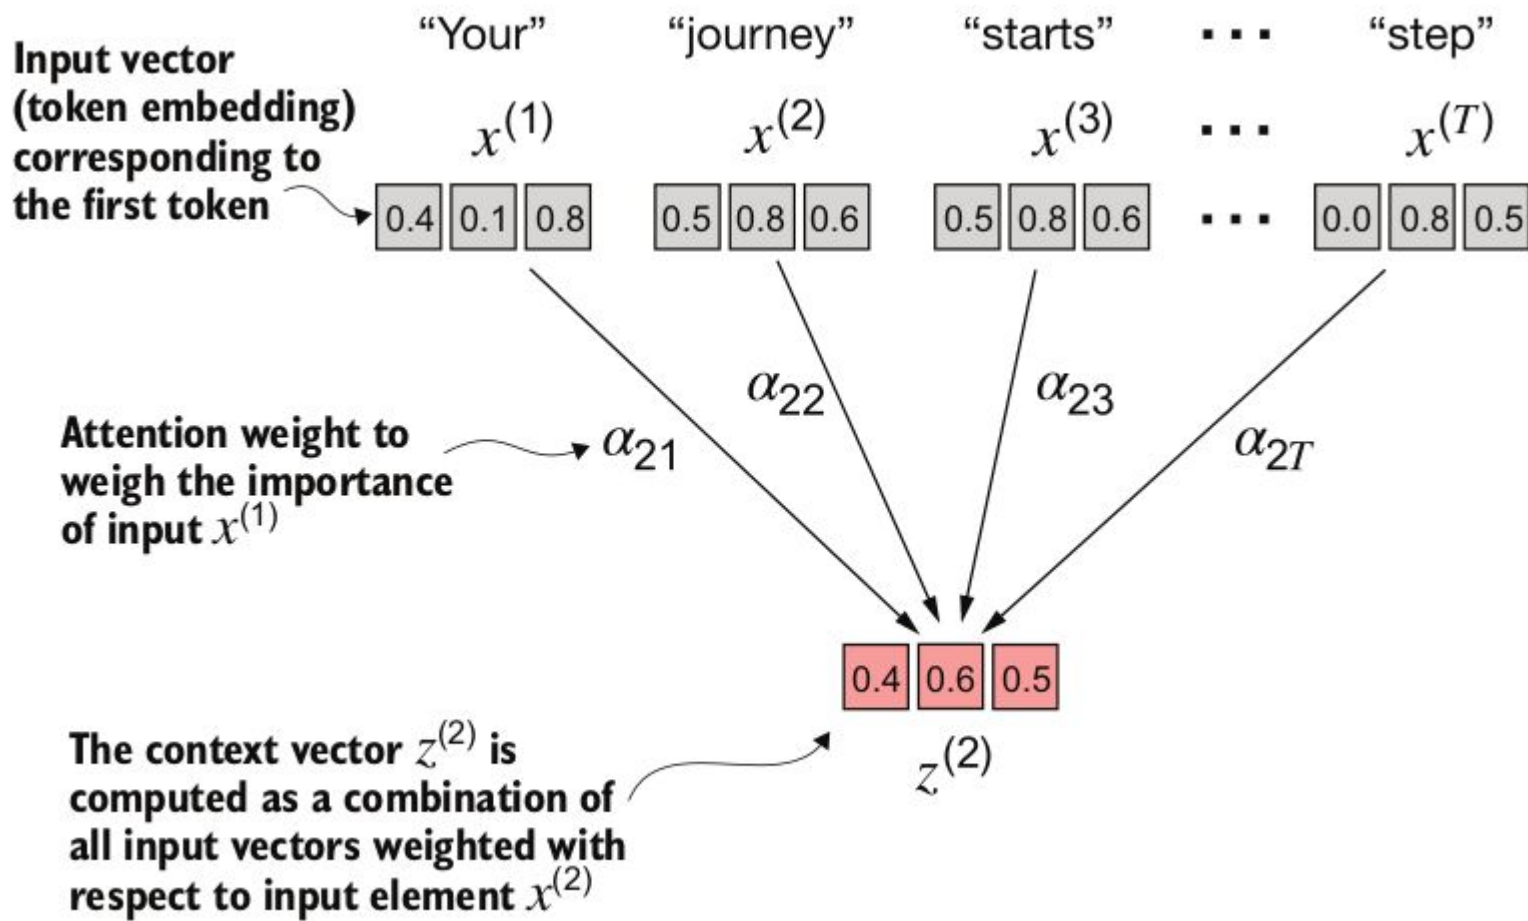 “Your” “journey” “starts” ... “step”
Input vector
(token embedding)
corresponding to
the first token
x^(1) x^(2) x^(3) ... x^(T)
0.4 0.1 0.8 0.5 0.8 0.6 0.5 0.8 0.6 ... 0.0 0.8 0.5
α₂₁ α₂₂ α₂₃ α₂T
Attention weight to
weigh the importance
of input x^(1)
0.4 0.6 0.5
z^(2)
The context vector z^(2) is
computed as a combination of
all input vectors weighted with
respect to input element x^(2)